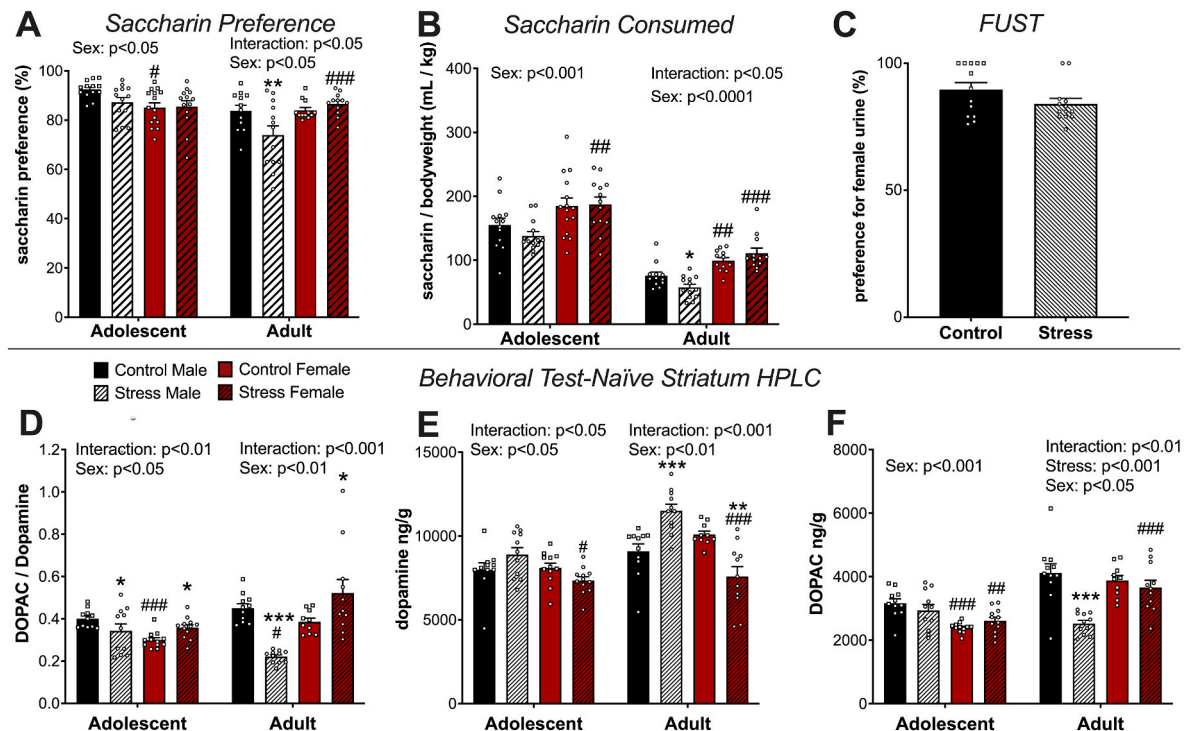 A
Saccharin Preference
Sex: p<0.05
Interaction: p<0.05
Sex: p<0.05
#
**
###
saccharin preference (%)
100
80
60
40
20
0
Adolescent
Adult
B
Saccharin Consumed
Sex: p<0.001
Interaction: p<0.05
Sex: p<0.0001
##
*
##
###
saccharin / bodyweight (mL / kg)
400
300
200
100
0
Adolescent
Adult
C
FUST
preference for female urine (%)
100
50
0
Control
Stress
Control Male
Control Female
Stress Male
Stress Female
Behavioral Test-Naïve Striatum HPLC
D
Interaction: p<0.01
Sex: p<0.05
Interaction: p<0.001
Sex: p<0.01
*
###
*
***
#
*
DOPAC / Dopamine
1.2
1.0
0.8
0.6
0.4
0.2
0.0
Adolescent
Adult
E
Interaction: p<0.05
Sex: p<0.05
Interaction: p<0.001
Sex: p<0.01
#
***
**
###
dopamine ng/g
15000
10000
5000
0
Adolescent
Adult
F
Sex: p<0.001
Interaction: p<0.01
Stress: p<0.001
Sex: p<0.05
###
##
***
###
DOPAC ng/g
8000
6000
4000
2000
0
Adolescent
Adult